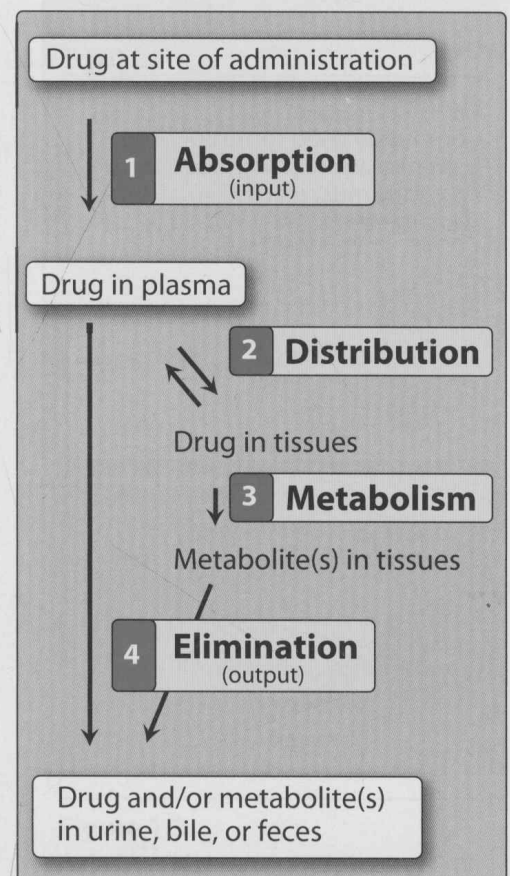 Drug at site of administration
1 Absorption
(input)
Drug in plasma
2 Distribution
Drug in tissues
3 Metabolism
Metabolite(s) in tissues
4 Elimination
(output)
Drug and/or metabolite(s)
in urine, bile, or feces